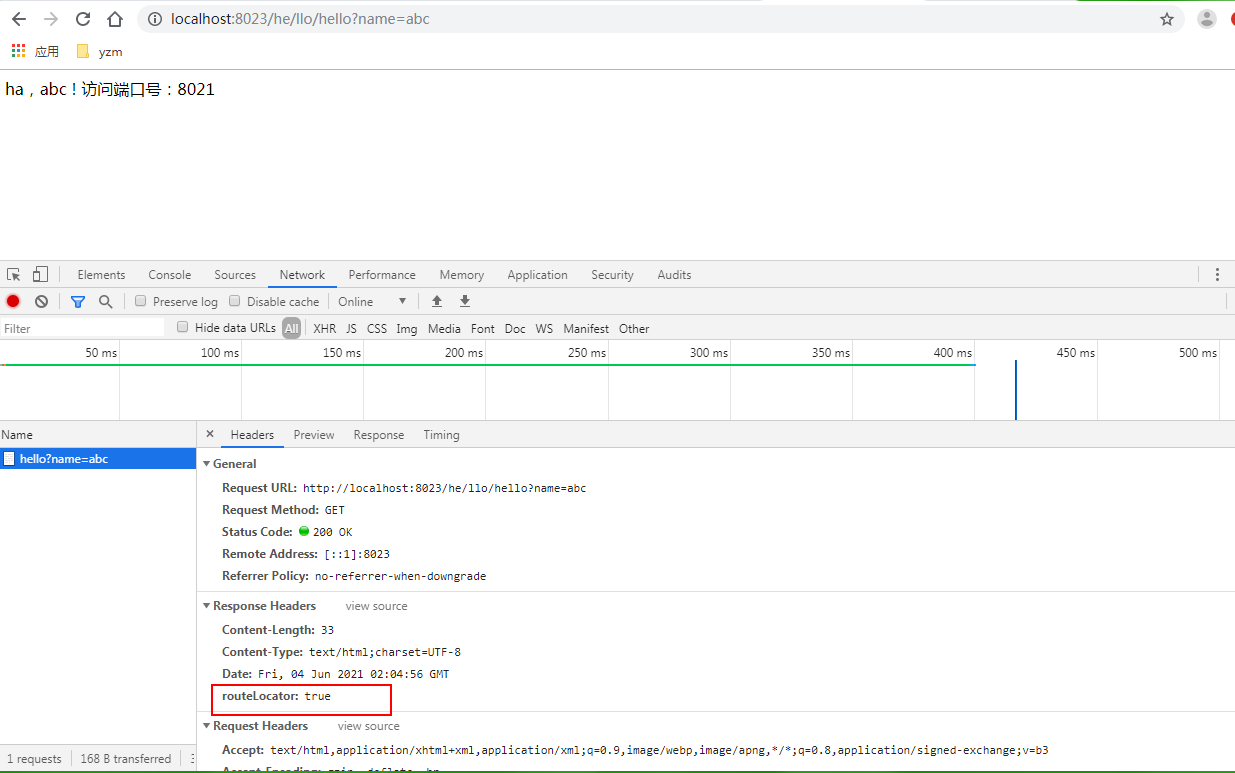 localhost:8023/he/llo/hello?name=abc
应用 yzm
ha，abc！访问端口号：8021
Elements Console Sources Network Performance Memory Application Security Audits
Preserve log Disable cache Online
Filter Hide data URLs All XHR JS CSS Img Media Font Doc WS Manifest Other
50 ms 100 ms 150 ms 200 ms 250 ms 300 ms 350 ms 400 ms 450 ms 500 ms
Name Headers Preview Response Timing
hello?name=abc
General
Request URL: http://localhost:8023/he/llo/hello?name=abc
Request Method: GET
Status Code: 200 OK
Remote Address: [::1]:8023
Referrer Policy: no-referrer-when-downgrade
Response Headers view source
Content-Length: 33
Content-Type: text/html;charset=UTF-8
Date: Fri, 04 Jun 2021 02:04:56 GMT
routeLocator: true
Request Headers view source
Accept: text/html,application/xhtml+xml,application/xml;q=0.9,image/webp,image/apng,*/*;q=0.8,application/signed-exchange;v=b3
1 requests 168 B transferred
Accept-Encoding: gzip, deflate, br